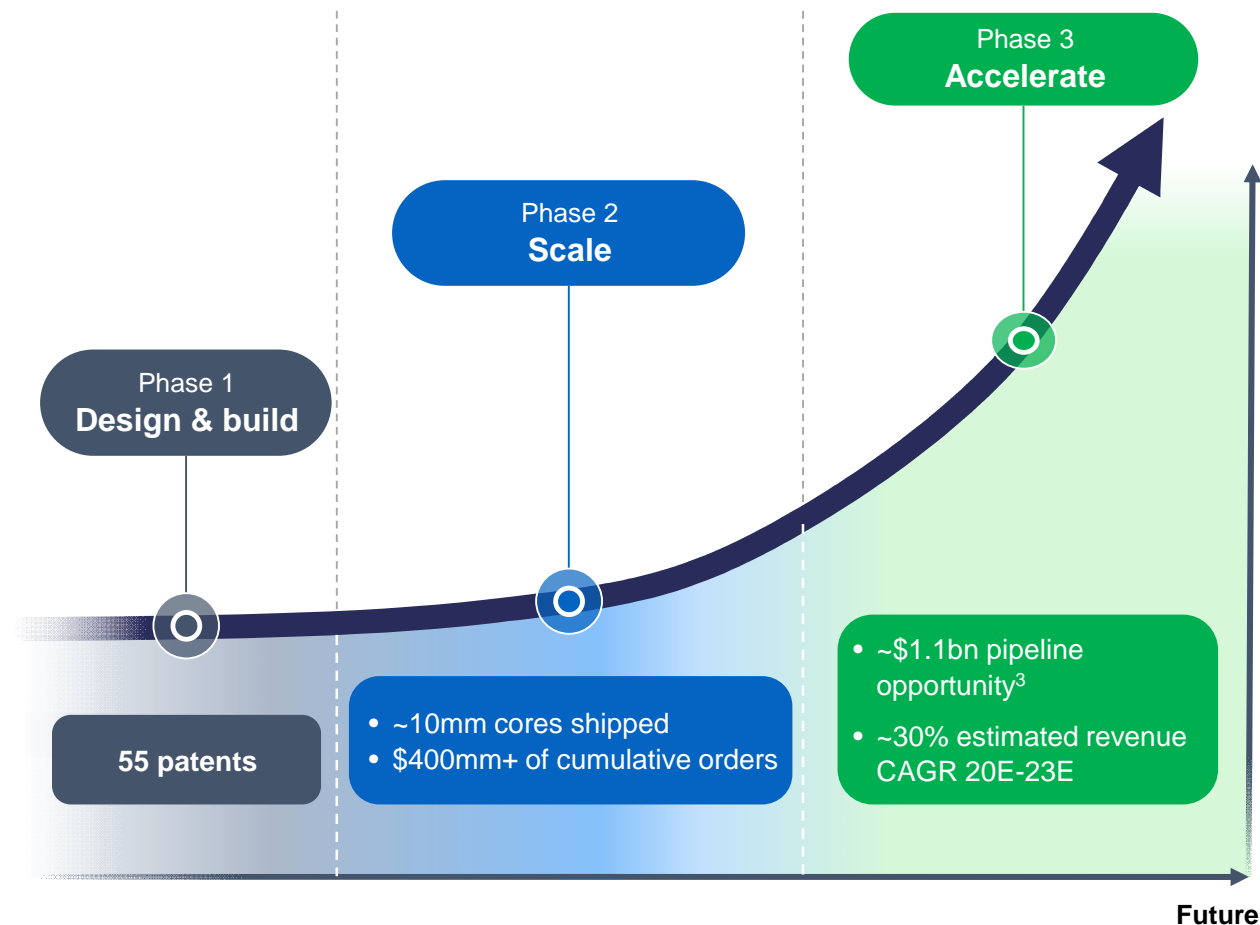 Phase 1
Design & build
55 patents
Phase 2
Scale
• ~10mm cores shipped
• $400mm+ of cumulative orders
Phase 3
Accelerate
• ~$1.1bn pipeline
opportunity³
• ~30% estimated revenue
CAGR 20E-23E
Future